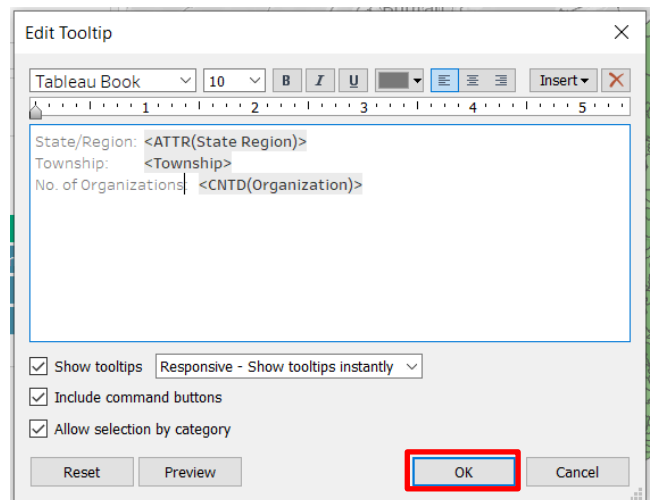 Edit Tooltip
Tableau Book 10 B I U Insert
1 2 3 4 5
State/Region: <ATTR(State Region)>
Township: <Township>
No. of Organizations: <CNTD(Organization)>
Show tooltips Responsive - Show tooltips instantly
Include command buttons
Allow selection by category
Reset Preview OK Cancel